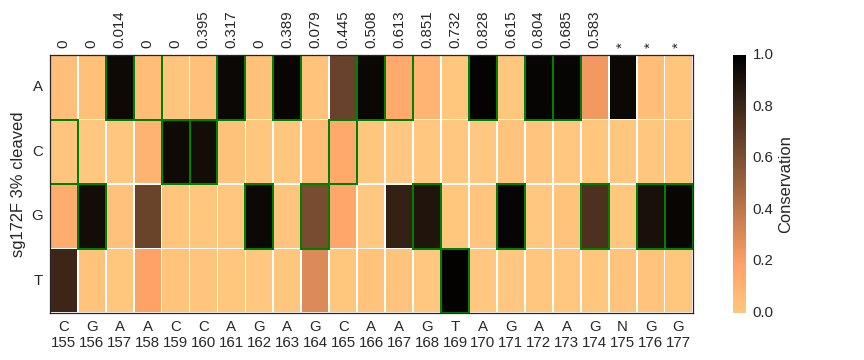 0 0 0.014 0 0 0.395 0.317 0 0.389 0.079 0.445 0.508 0.613 0.851 0.732 0.828 0.615 0.804 0.685 0.583 * * *
sg172F 3% cleaved
A
C
G
T
C G A A C C A G A G C A A G T A G A A G N G G
155 156 157 158 159 160 161 162 163 164 165 166 167 168 169 170 171 172 173 174 175 176 177
1.0
0.8
0.6
0.4
0.2
0.0
Conservation